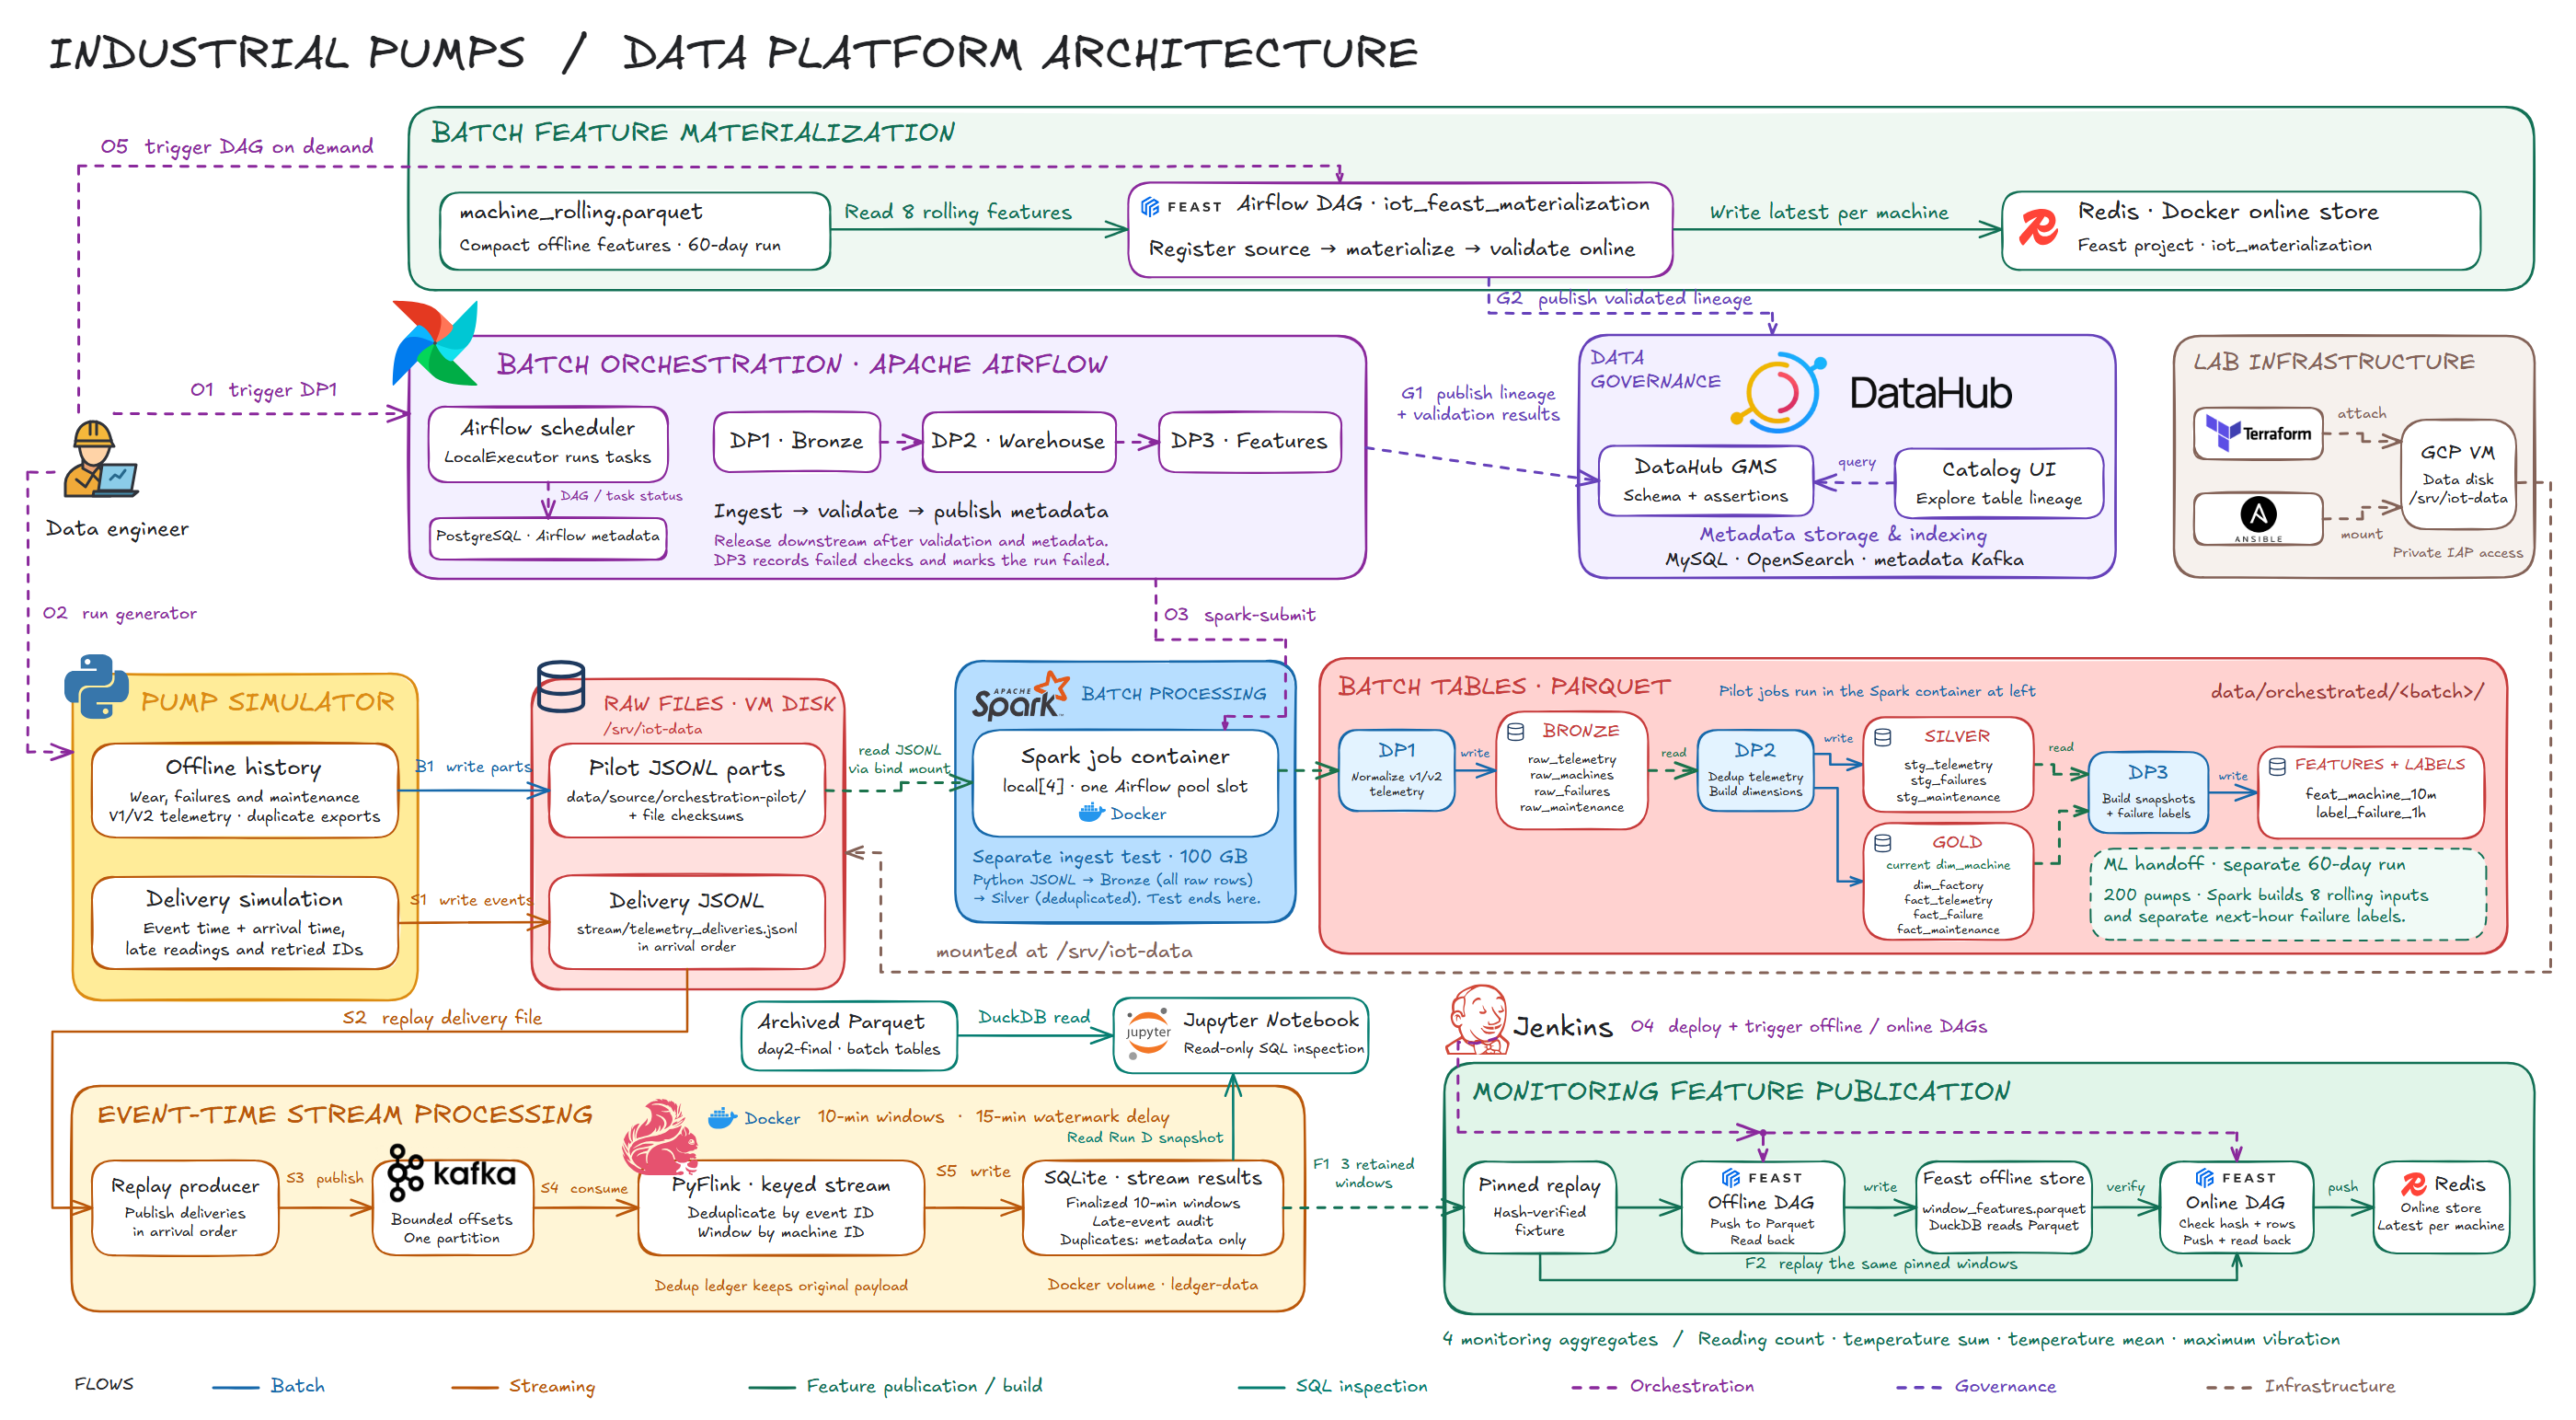 INDUSTRIAL PUMPS / DATA PLATFORM ARCHITECTURE
BATCH FEATURE MATERIALIZATION
O5 trigger DAG on demand
machine_rolling.parquet
Compact offline features · 60-day run
Read 8 rolling features
FEAST Airflow DAG · iot_feast_materialization
Register source → materialize → validate online
Write latest per machine
Redis · Docker online store
Feast project · iot_materialization
G2 publish validated lineage
BATCH ORCHESTRATION · APACHE AIRFLOW
O1 trigger DP1
Airflow scheduler
LocalExecutor runs tasks
DAG / task status
PostgreSQL · Airflow metadata
DP1 · Bronze
DP2 · Warehouse
DP3 · Features
Ingest → validate → publish metadata
Release downstream after validation and metadata.
DP3 records failed checks and marks the run failed.
G1 publish lineage
+ validation results
DATA
GOVERNANCE
DataHub
DataHub GMS
Schema + assertions
query
Catalog UI
Explore table lineage
Metadata storage & indexing
MySQL · OpenSearch · metadata Kafka
LAB INFRASTRUCTURE
Terraform
attach
ANSIBLE
mount
GCP VM
Data disk
/srv/iot-data
Private IAP access
Data engineer
O2 run generator
O3 spark-submit
PUMP SIMULATOR
Offline history
Wear, failures and maintenance
V1/V2 telemetry · duplicate exports
Delivery simulation
Event time + arrival time,
late readings and retried IDs
B1 write parts
S1 write events
RAW FILES · VM DISK
/srv/iot-data
Pilot JSONL parts
data/source/orchestration-pilot/
+ file checksums
Delivery JSONL
stream/telemetry_deliveries.jsonl
in arrival order
read JSONL
via bind mount
APACHE
Spark
BATCH PROCESSING
Spark job container
local[4] · one Airflow pool slot
Docker
Separate ingest test · 100 GB
Python JSONL → Bronze (all raw rows)
→ Silver (deduplicated). Test ends here.
BATCH TABLES · PARQUET
Pilot jobs run in the Spark container at left
data/orchestrated/<batch>/
DP1
Normalize v1/v2
telemetry
write
BRONZE
raw_telemetry
raw_machines
raw_failures
raw_maintenance
read
DP2
Dedup telemetry
Build dimensions
write
SILVER
stg_telemetry
stg_failures
stg_maintenance
GOLD
current dim_machine
dim_factory
fact_telemetry
fact_failure
fact_maintenance
read
DP3
Build snapshots
+ failure labels
write
FEATURES + LABELS
feat_machine_10m
label_failure_1h
ML handoff · separate 60-day run
200 pumps · Spark builds 8 rolling inputs
and separate next-hour failure labels.
mounted at /srv/iot-data
S2 replay delivery file
Archived Parquet
day2-final · batch tables
DuckDB read
jupyter
Jupyter Notebook
Read-only SQL inspection
Jenkins
O4 deploy + trigger offline / online DAGs
EVENT-TIME STREAM PROCESSING
Docker
10-min windows · 15-min watermark delay
Read Run D snapshot
Replay producer
Publish deliveries
in arrival order
S3 publish
kafka
Bounded offsets
One partition
S4 consume
PyFlink · keyed stream
Deduplicate by event ID
Window by machine ID
Dedup ledger keeps original payload
S5 write
SQLite · stream results
Finalized 10-min windows
Late-event audit
Duplicates: metadata only
Docker volume · ledger-data
F1 3 retained
windows
MONITORING FEATURE PUBLICATION
Pinned replay
Hash-verified
fixture
FEAST
Offline DAG
Push to Parquet
Read back
write
Feast offline store
window_features.parquet
DuckDB reads Parquet
verify
FEAST
Online DAG
Check hash + rows
Push + read back
push
Redis
Online store
Latest per machine
F2 replay the same pinned windows
4 monitoring aggregates / Reading count · temperature sum · temperature mean · maximum vibration
FLOWS
Batch
Streaming
Feature publication / build
SQL inspection
Orchestration
Governance
Infrastructure